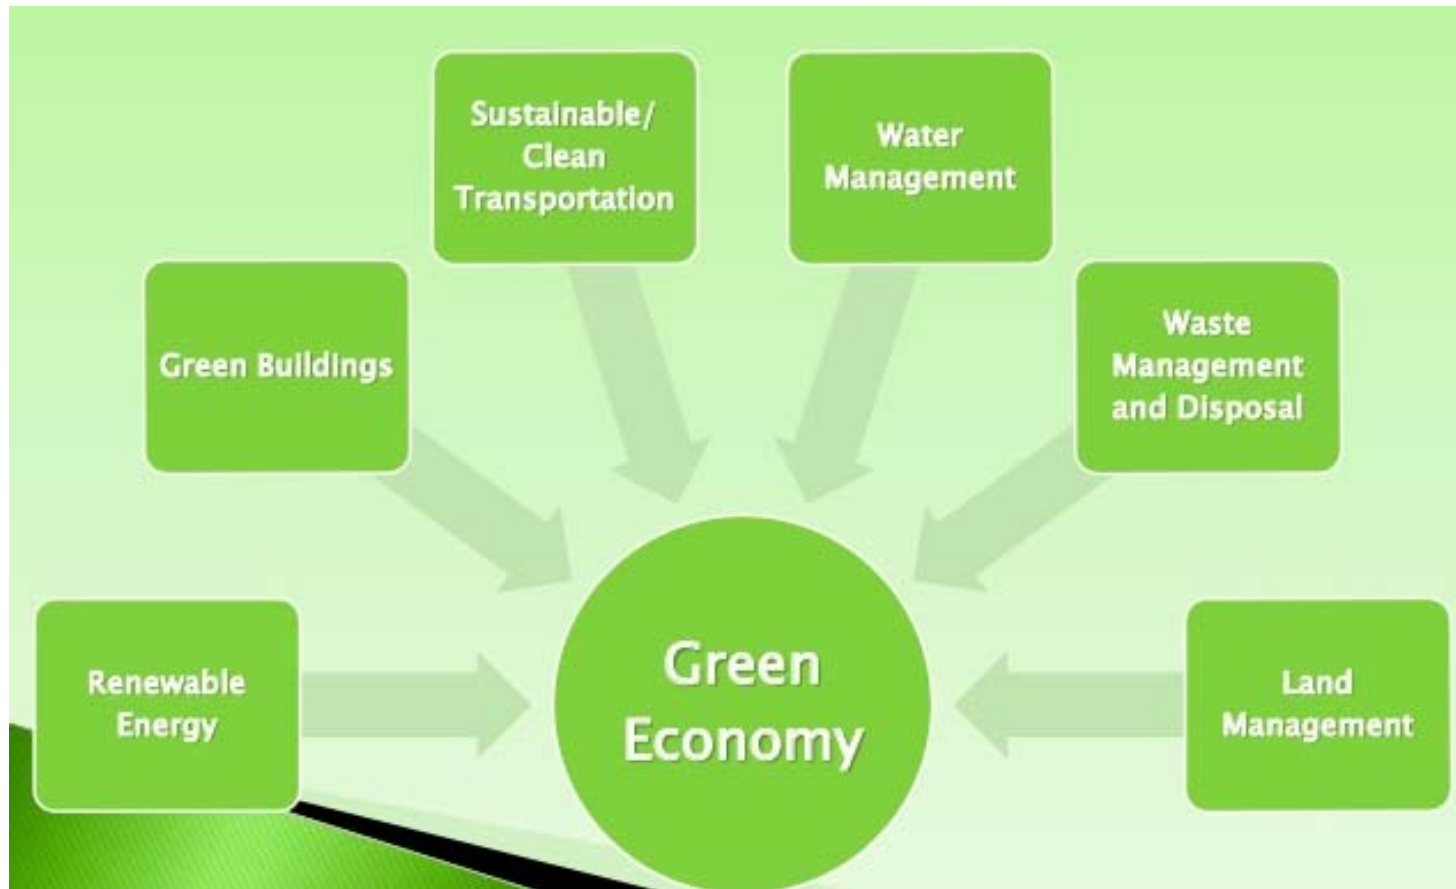 Sustainable/
Clean
Transportation
Water
Management
Green Buildings
Waste
Management
and Disposal
Renewable
Energy
Green
Economy
Land
Management